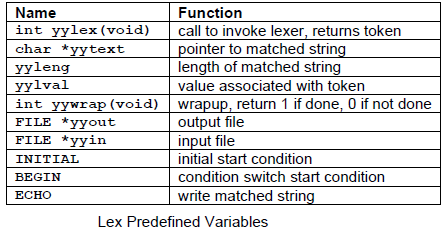 Name Function
int yylex(void) call to invoke lexer, returns token
char *yytext pointer to matched string
yyleng length of matched string
yylval value associated with token
int yywrap(void) wrapup, return 1 if done, 0 if not done
FILE *yyout output file
FILE *yyin input file
INITIAL initial start condition
BEGIN condition switch start condition
ECHO write matched string
Lex Predefined Variables